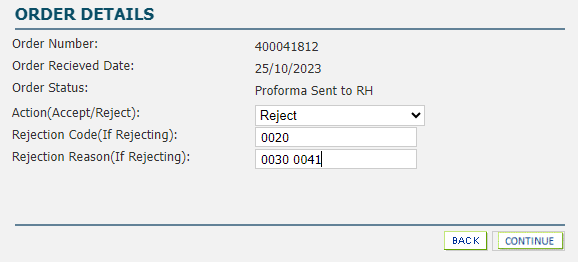 ORDER DETAILS
Order Number: 400041812
Order Recieved Date: 25/10/2023
Order Status: Proforma Sent to RH
Action(Accept/Reject): Reject
Rejection Code(If Rejecting): 0020
Rejection Reason(If Rejecting): 0030 0041
BACK CONTINUE